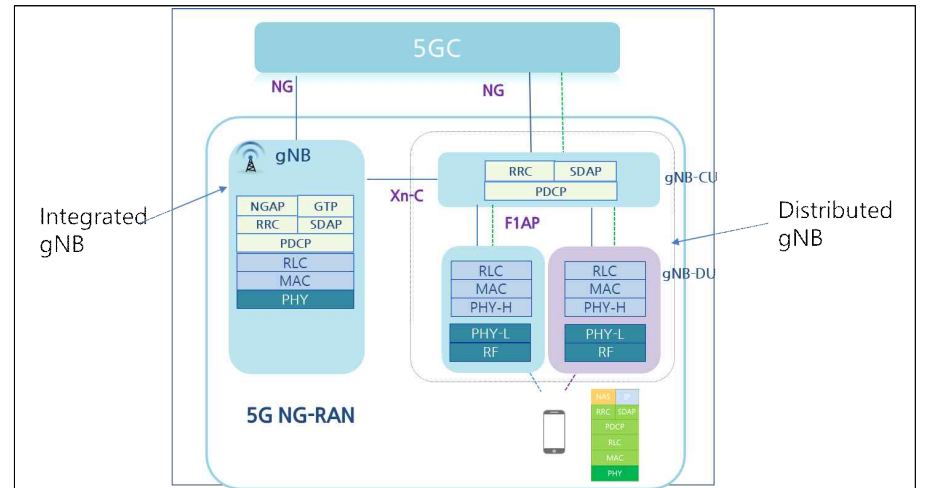 5GC
NG
NG
gNB
NGAP GTP
RRC SDAP
PDCP
RLC
MAC
PHY
Integrated
gNB
Xn-C
RRC SDAP
PDCP
gNB-CU
F1AP
Distributed
gNB
gNB-DU
RLC
MAC
PHY-H
PHY-L
RF
RLC
MAC
PHY-H
PHY-L
RF
5G NG-RAN
NAS IP
RRC SDAP
PDCP
RLC
MAC
PHY